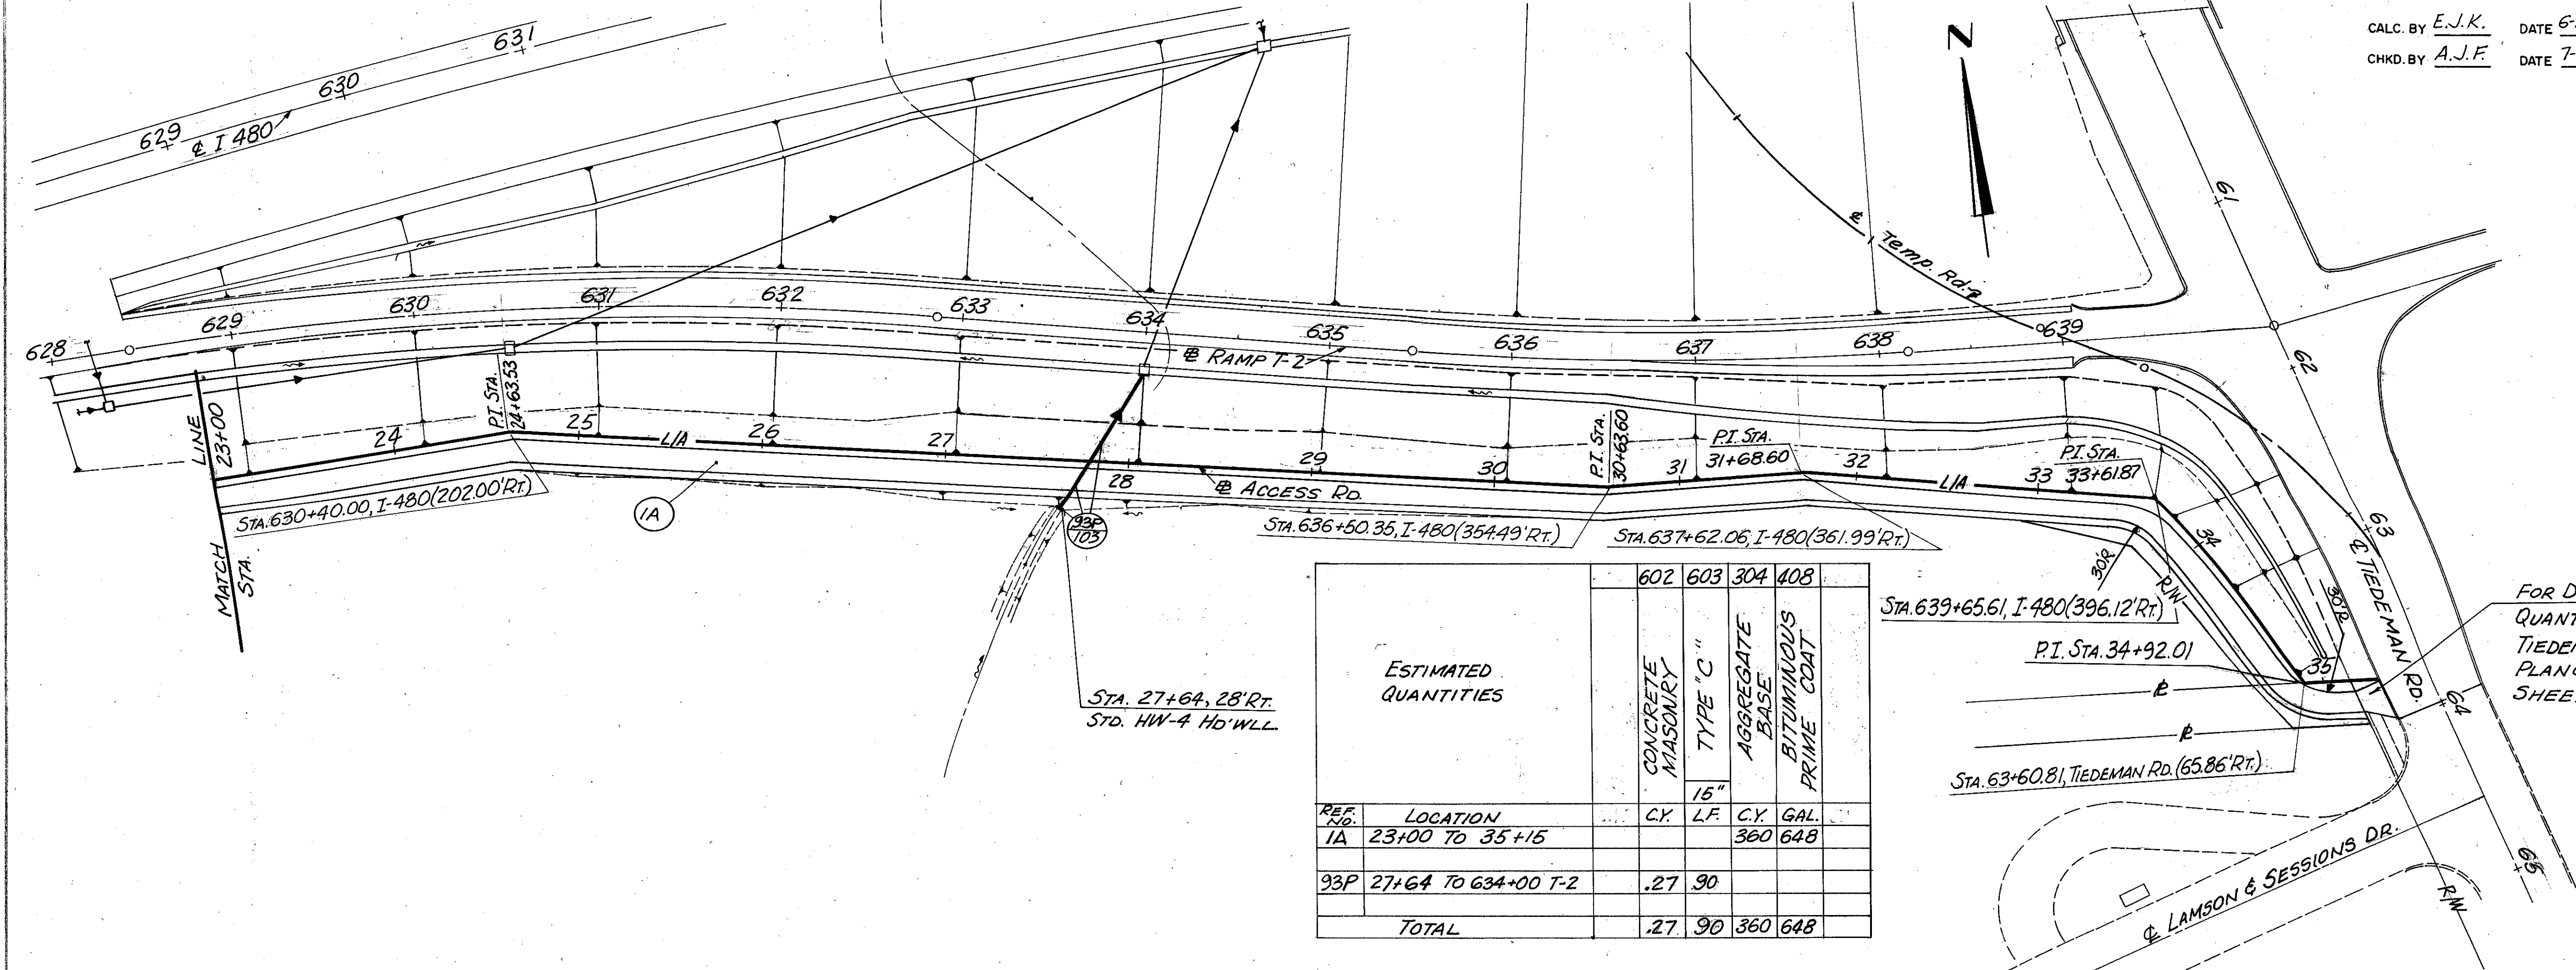 CALC. BY E.J.K. DATE 6-
CHKD. BY A.J.F. DATE 7-
N
629 630 631
℄ I 480
℄ Temp. Rd.
628 629 630 631 632 633 634 635 636 637 638 639
℄ RAMP T-2
61 62 63 64 65
℄ TIEDEMAN RD.
MATCH LINE
STA. 23+00
P.I. STA.
24+63.53
24 25 26 27 28 29 30 31 32 33 34 35
L/A
L/A
℄ ACCESS RD.
P.I. STA.
30+63.60
P.I. STA.
31+68.60
P.I. STA.
33+61.87
STA. 630+40.00, I-480 (202.00' RT.)
1A
93P
103
STA. 636+50.35, I-480 (354.49' RT.)
STA. 637+62.06, I-480 (361.99' RT.)
30'R
R/W
STA. 639+65.61, I-480 (396.12' RT.)
30'R
P.I. STA. 34+92.01
FOR D
QUANT
TIEDE
PLAN
SHEE
STA. 27+64, 28' RT.
STD. HW-4 HD'WLL.
STA. 63+60.81, TIEDEMAN RD. (65.86' RT.)
℄ LAMSON & SESSIONS DR.
R/W
ESTIMATED
QUANTITIES
602 603 304 408
CONCRETE MASONRY
TYPE "C"
15"
AGGREGATE BASE
BITUMINOUS PRIME COAT
REF. NO. LOCATION C.Y. L.F. C.Y. GAL.
1A 23+00 TO 35+15 360 648
93P 27+64 TO 634+00 T-2 .27 90
TOTAL .27 90 360 648